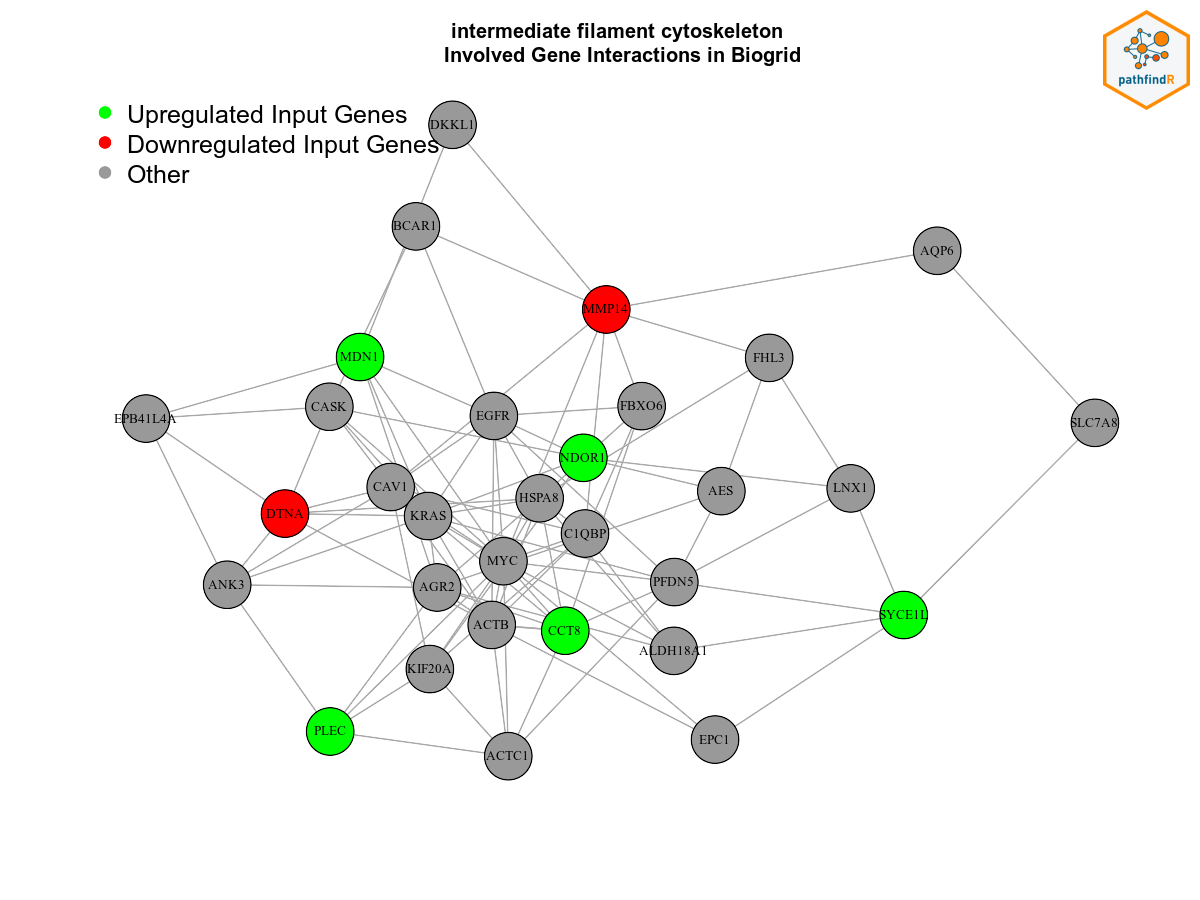 intermediate filament cytoskeleton
Involved Gene Interactions in Biogrid
pathfindR
Upregulated Input Genes
Downregulated Input Genes
Other
DKKL1
BCAR1
AQP6
MMP14
MDN1
FHL3
CASK
EPB41L4A
EGFR
FBXO6
SLC7A8
NDOR1
CAV1
HSPA8
AES
LNX1
DTNA
KRAS
C1QBP
MYC
ANK3
AGR2
PFDN5
ACTB
CCT8
SYCE1L
ALDH18A1
KIF20A
PLEC
ACTC1
EPC1